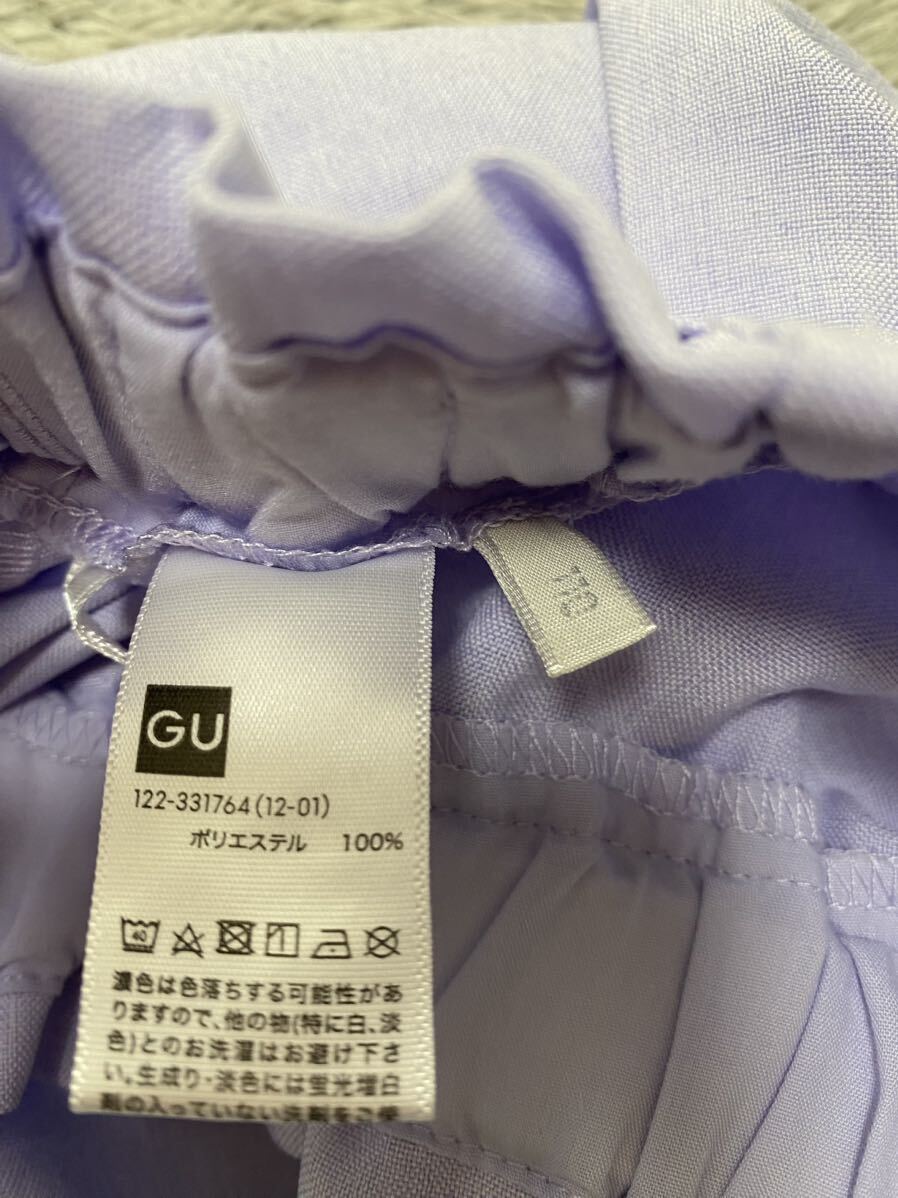 110
GU
122-331764(12-01)
ポリエステル 100%
40
濃色は色落ちする可能性があ
りますので、他の物(特に白、淡
色)とのお洗濯はお避け下さ
い。生成り・淡色には蛍光増白
剤の入っていない洗剤をご使